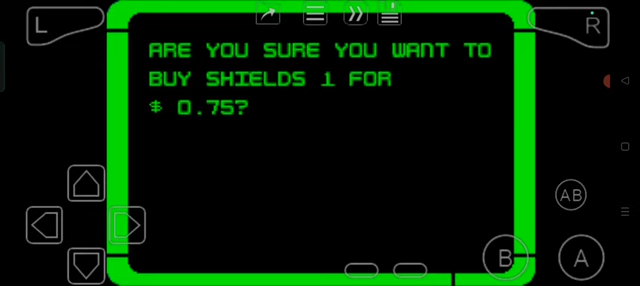 L
R
ARE YOU SURE YOU WANT TO
BUY SHIELDS 1 FOR
$ 0.75?
AB
B
A